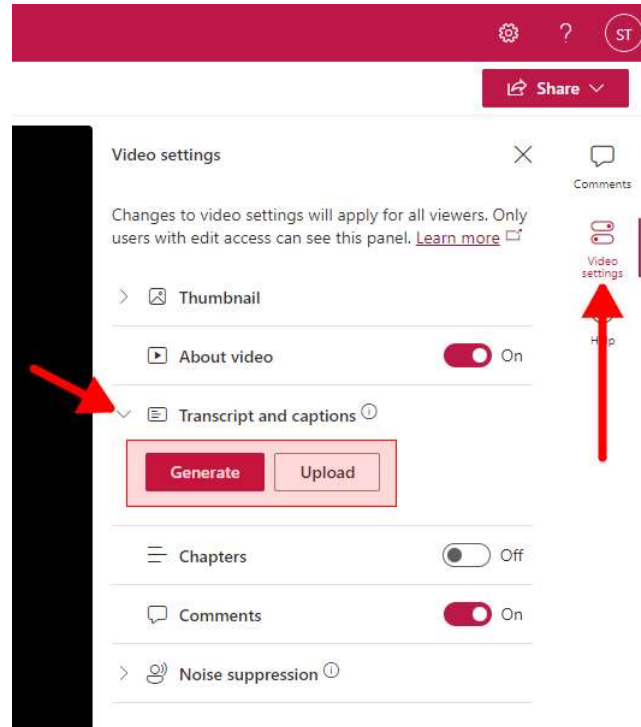 ?
ST
Share
Video settings
Comments
Changes to video settings will apply for all viewers. Only
users with edit access can see this panel. Learn more
Video
settings
Thumbnail
About video
On
Help
Transcript and captions
Generate
Upload
Chapters
Off
Comments
On
Noise suppression